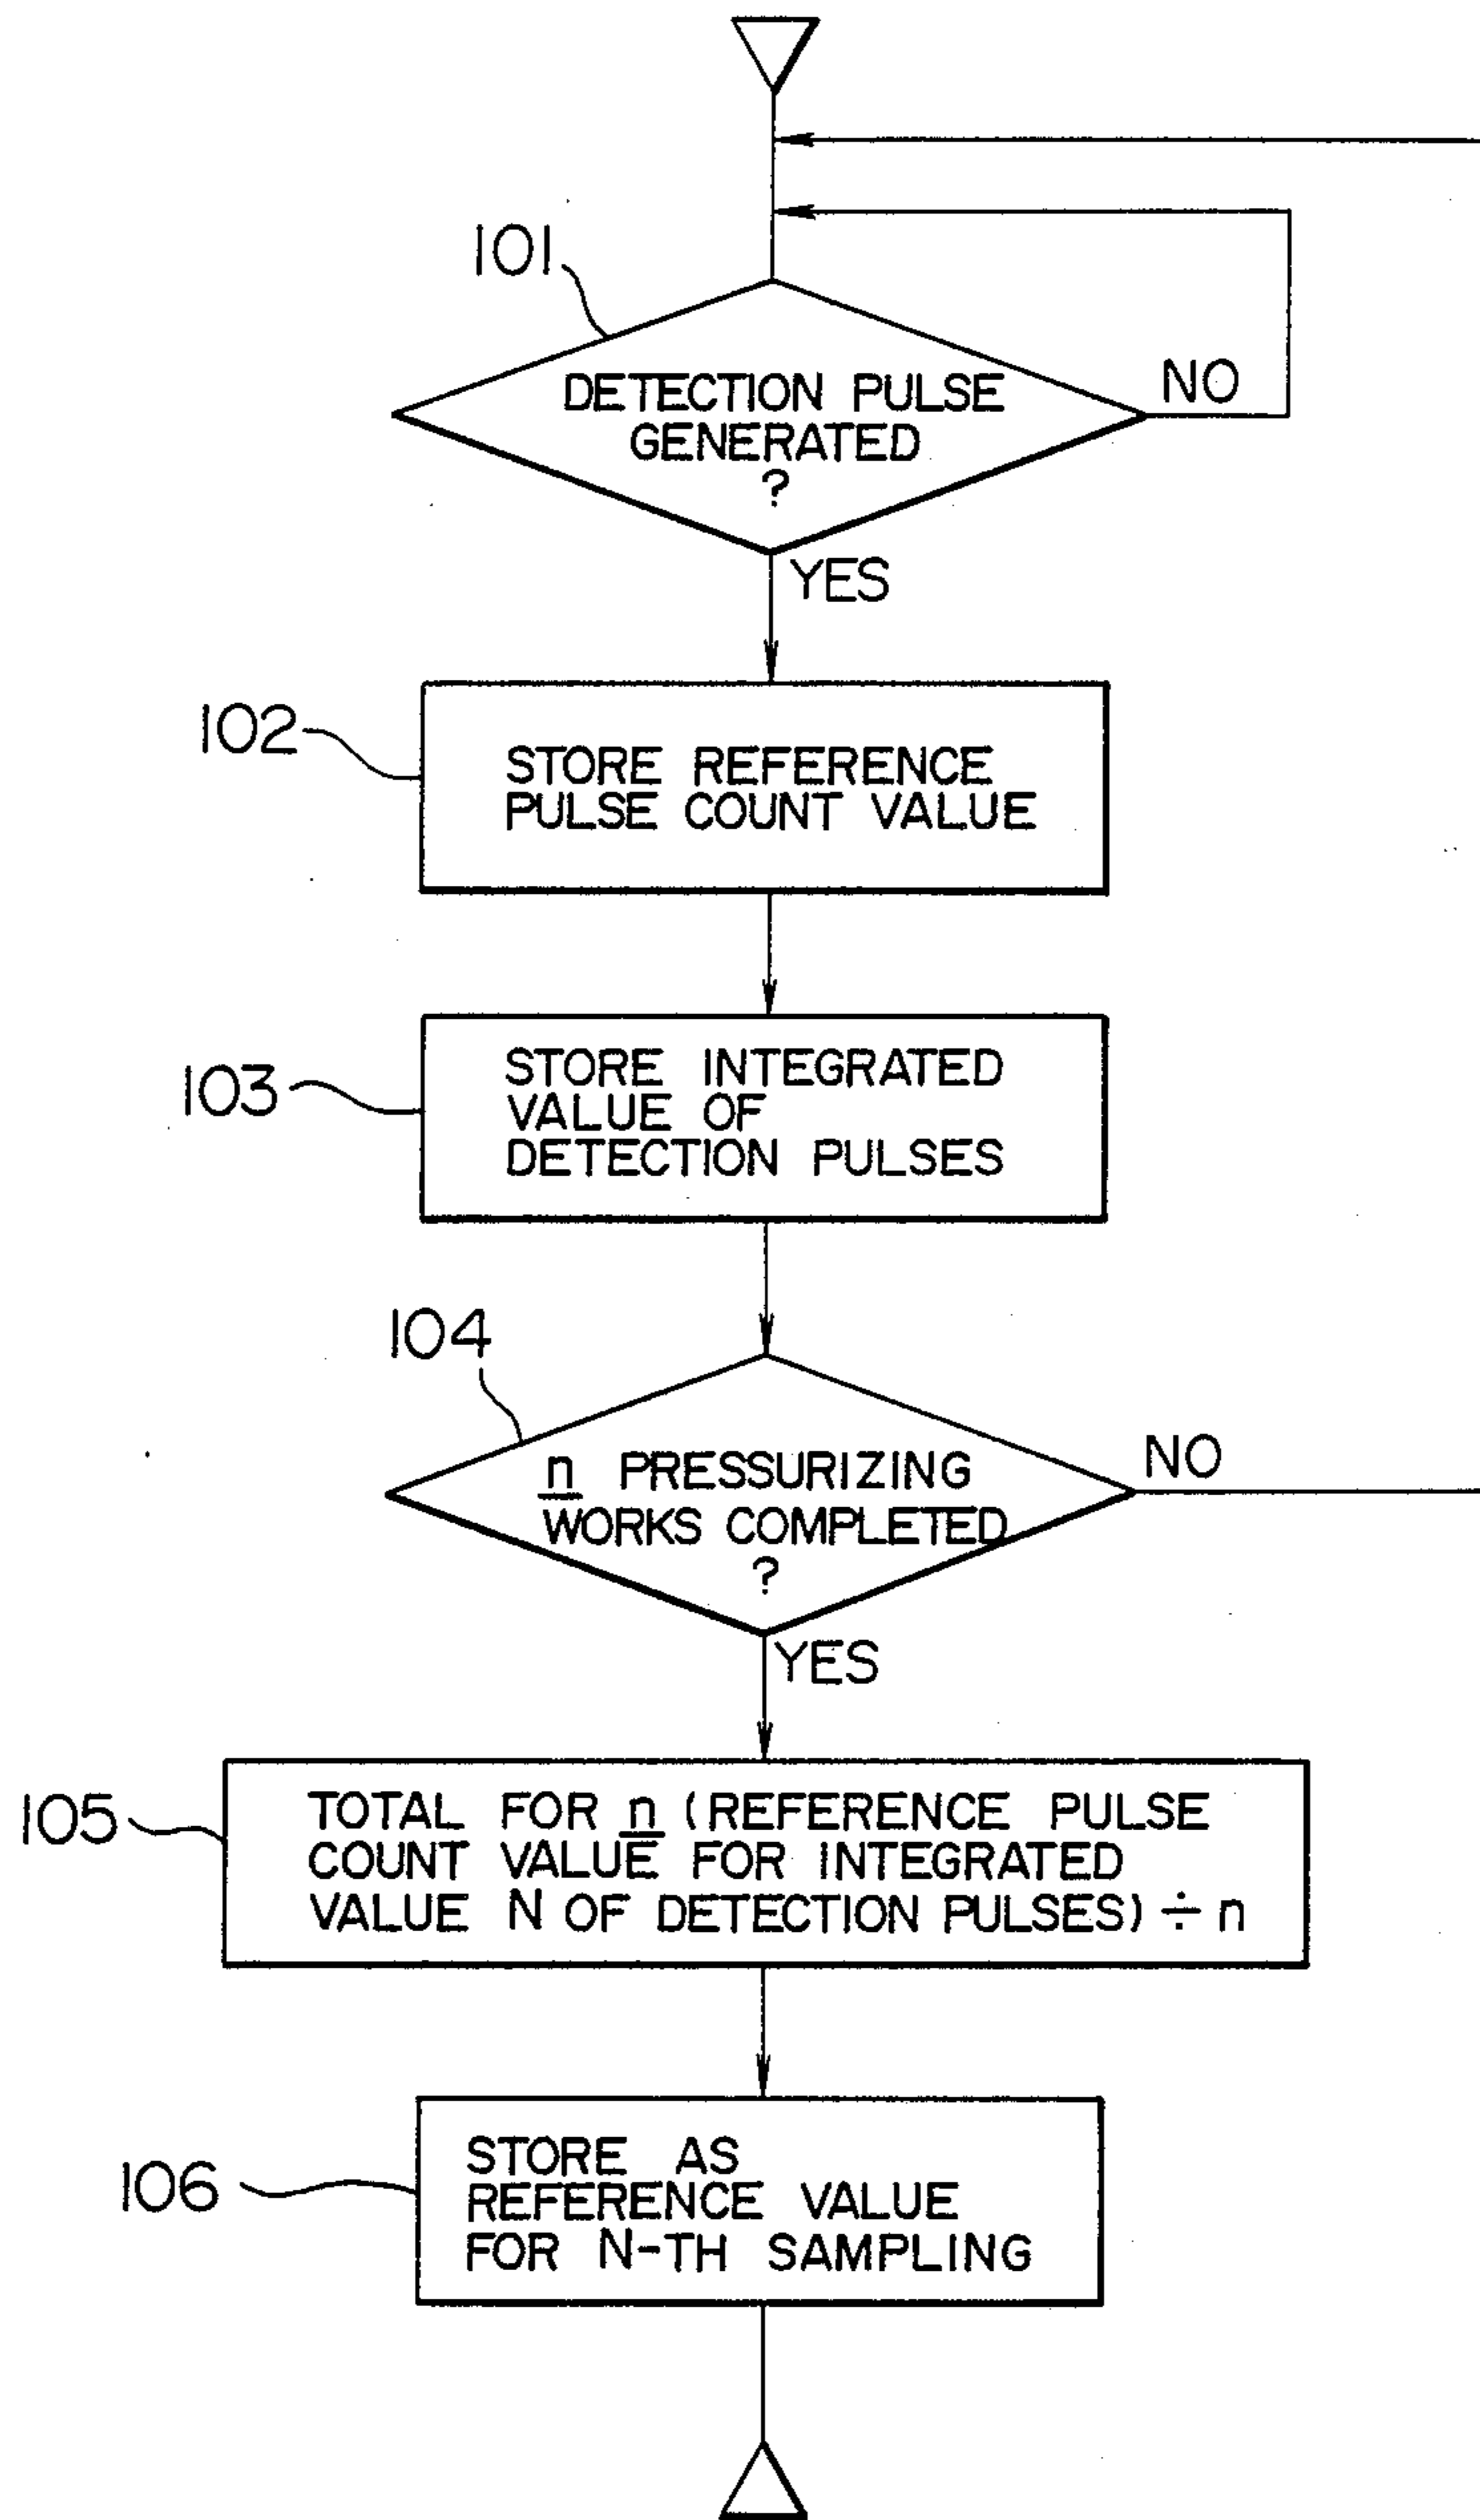 101
DETECTION PULSE
GENERATED
?
NO
YES
102
STORE REFERENCE
PULSE COUNT VALUE
103
STORE INTEGRATED
VALUE OF
DETECTION PULSES
104
n PRESSURIZING
WORKS COMPLETED
?
NO
YES
105
TOTAL FOR n (REFERENCE PULSE
COUNT VALUE FOR INTEGRATED
VALUE N OF DETECTION PULSES) ÷ n
106
STORE AS
REFERENCE VALUE
FOR N-TH SAMPLING